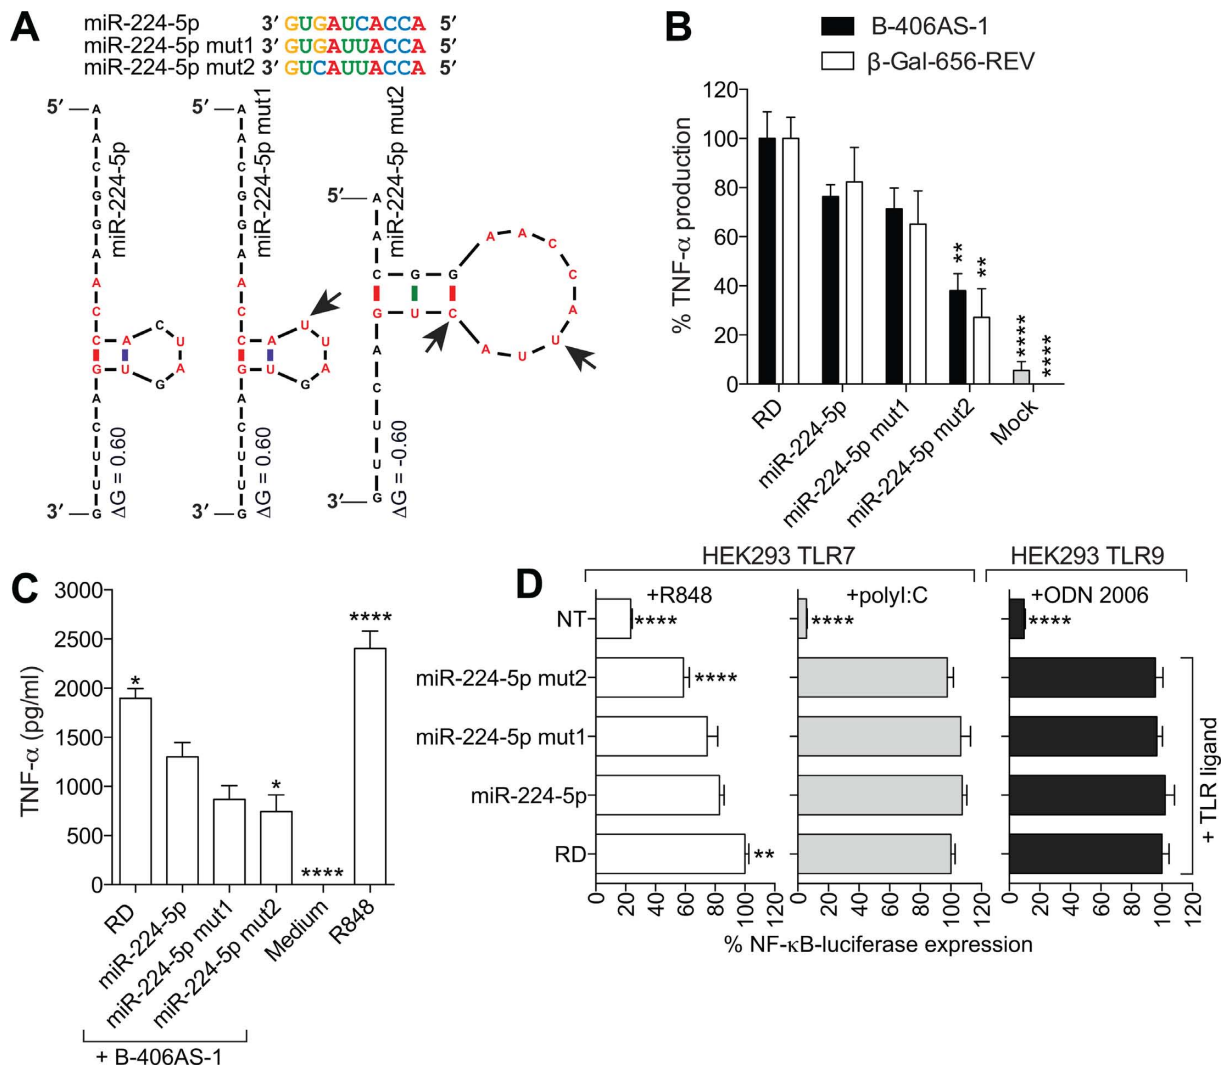 A
miR-224-5p 3′ GUGAUCACCA 5′
miR-224-5p mut1 3′ GUGAUUACCA 5′
miR-224-5p mut2 3′ GUCAUUACCA 5′
5′
A
A
C
G
G
A
A
C
C
G
A
C
U
U
U
G
3′
A
C
U
A
G
U
miR-224-5p
ΔG = 0.60
5′
A
A
C
G
G
A
A
C
C
G
A
C
U
U
U
G
3′
A
U
U
A
G
U
miR-224-5p mut1
ΔG = 0.60
5′
A
A
C G G
A A C C A U U A
G U C
A
C
U
U
U
G
3′
miR-224-5p mut2
ΔG = -0.60
B
B-406AS-1
β-Gal-656-REV
% TNF-α production
120
100
80
60
40
20
0
**
**
****
****
RD
miR-224-5p
miR-224-5p mut1
miR-224-5p mut2
Mock
C
TNF-α (pg/ml)
3000
2500
2000
1500
1000
500
0
*
*
****
****
RD
miR-224-5p
miR-224-5p mut1
miR-224-5p mut2
Medium
R848
+ B-406AS-1
D
HEK293 TLR7
HEK293 TLR9
+R848
+polyI:C
+ODN 2006
NT
**** **** ****
miR-224-5p mut2
****
miR-224-5p mut1
miR-224-5p
RD
**
+ TLR ligand
0 20 40 60 80 100 120
0 20 40 60 80 100 120
0 20 40 60 80 100 120
% NF-κB-luciferase expression